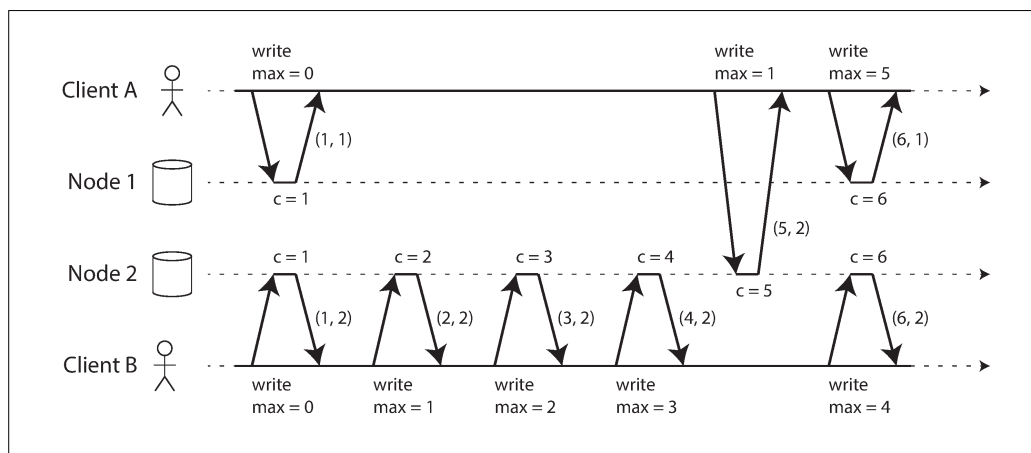 write
max = 0
write
max = 1
write
max = 5
Client A
(1, 1)
(6, 1)
Node 1
c = 1
c = 6
(5, 2)
c = 1
c = 2
c = 3
c = 4
c = 6
Node 2
c = 5
(1, 2)
(2, 2)
(3, 2)
(4, 2)
(6, 2)
Client B
write
max = 0
write
max = 1
write
max = 2
write
max = 3
write
max = 4